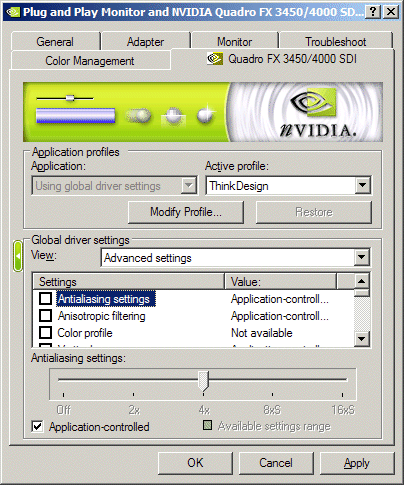 Plug and Play Monitor and NVIDIA Quadro FX 3450/4000 SD...
General Adapter Monitor Troubleshoot
Color Management Quadro FX 3450/4000 SDI
nVIDIA.
Application profiles
Application: Active profile:
Using global driver settings ThinkDesign
Modify Profile... Restore
Global driver settings
View: Advanced settings
Settings Value:
Antialiasing settings Application-controll...
Anisotropic filtering Application-controll...
Color profile Not available
Antialiasing settings:
Off 2x 4x 8xS 16xS
Application-controlled Available settings range
OK Cancel Apply